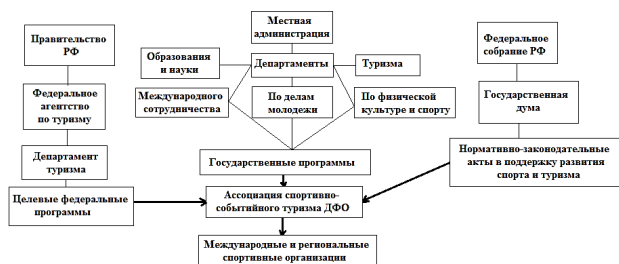 Местная
администрация
Правительство
РФ
Федеральное
собрание РФ
Образования
и науки
Департаменты
Туризма
Федеральное
агентство
по туризму
Международного
сотрудничества
По делам
молодежи
По физической
культуре и спорту
Государственная
дума
Департамент
туризма
Государственные программы
Нормативно-законодательные
акты в поддержку развития
спорта и туризма
Целевые федеральные
программы
Ассоциация спортивно-
событийного туризма ДФО
Международные и региональные
спортивные организации